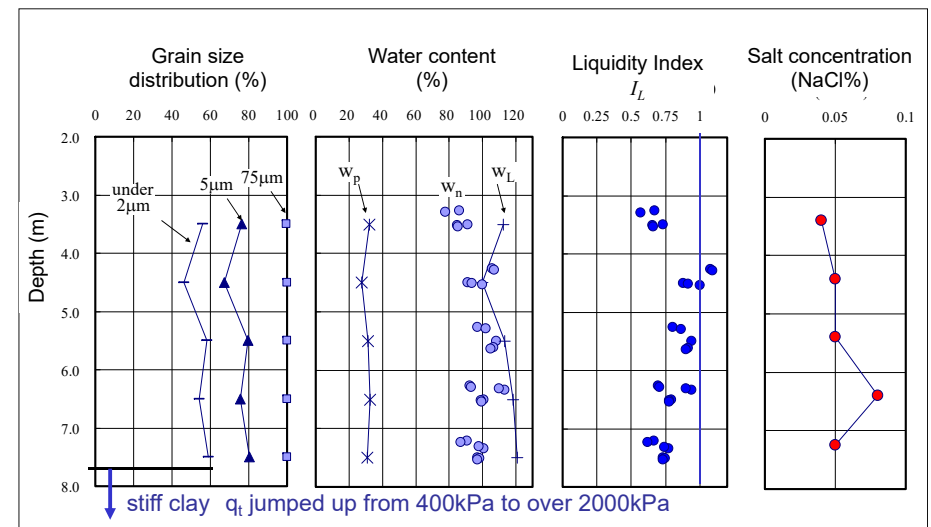 Grain size
distribution (%)
Water content
(%)
Liquidity Index
I_L
Salt concentration
(NaCl%)
0 20 40 60 80 100
0 20 40 60 80 100 120
0 0.25 0.5 0.75 1
0 0.05 0.1
2.0
3.0
4.0
5.0
6.0
7.0
8.0
Depth (m)
under
2μm
5μm
75μm
w_p
w_n
w_L
stiff clay q_t jumped up from 400kPa to over 2000kPa